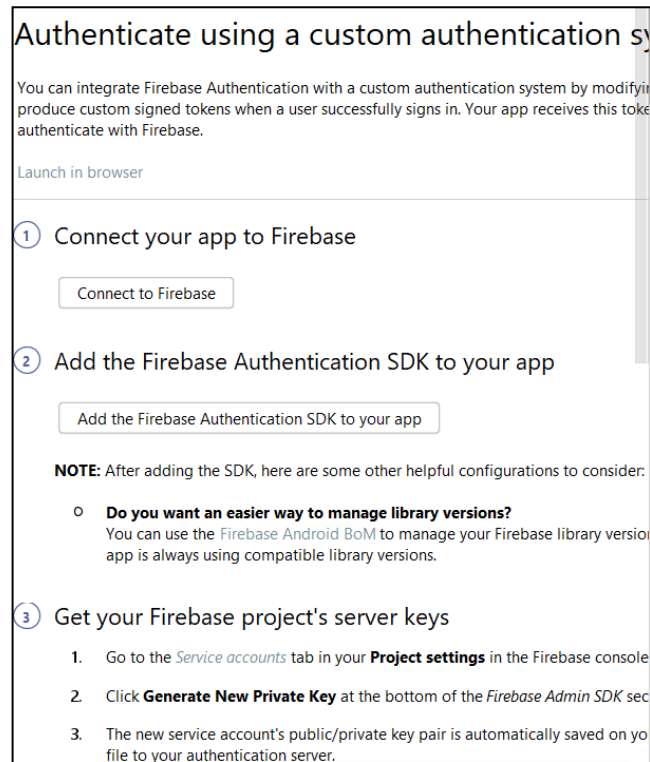 Authenticate using a custom authentication sy
You can integrate Firebase Authentication with a custom authentication system by modifyin
produce custom signed tokens when a user successfully signs in. Your app receives this toke
authenticate with Firebase.
Launch in browser
1 Connect your app to Firebase
Connect to Firebase
2 Add the Firebase Authentication SDK to your app
Add the Firebase Authentication SDK to your app
NOTE: After adding the SDK, here are some other helpful configurations to consider:
o Do you want an easier way to manage library versions?
You can use the Firebase Android BoM to manage your Firebase library version
app is always using compatible library versions.
3 Get your Firebase project's server keys
1. Go to the Service accounts tab in your Project settings in the Firebase console
2. Click Generate New Private Key at the bottom of the Firebase Admin SDK sec
3. The new service account's public/private key pair is automatically saved on yo
file to your authentication server.